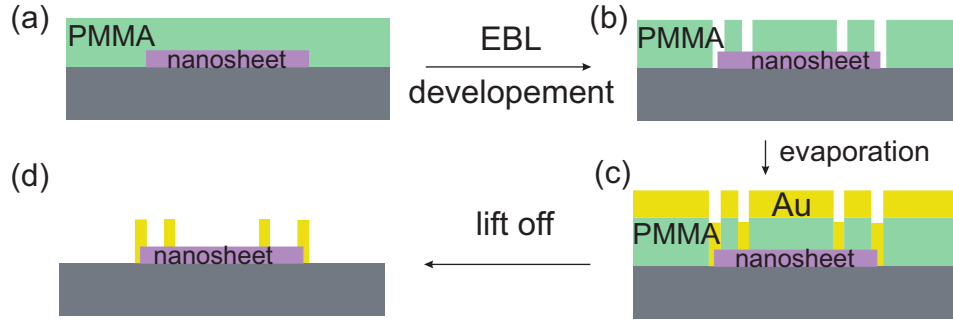 (a)
PMMA
nanosheet
EBL
developement
(b)
PMMA
nanosheet
evaporation
(c)
Au
PMMA
nanosheet
lift off
(d)
nanosheet